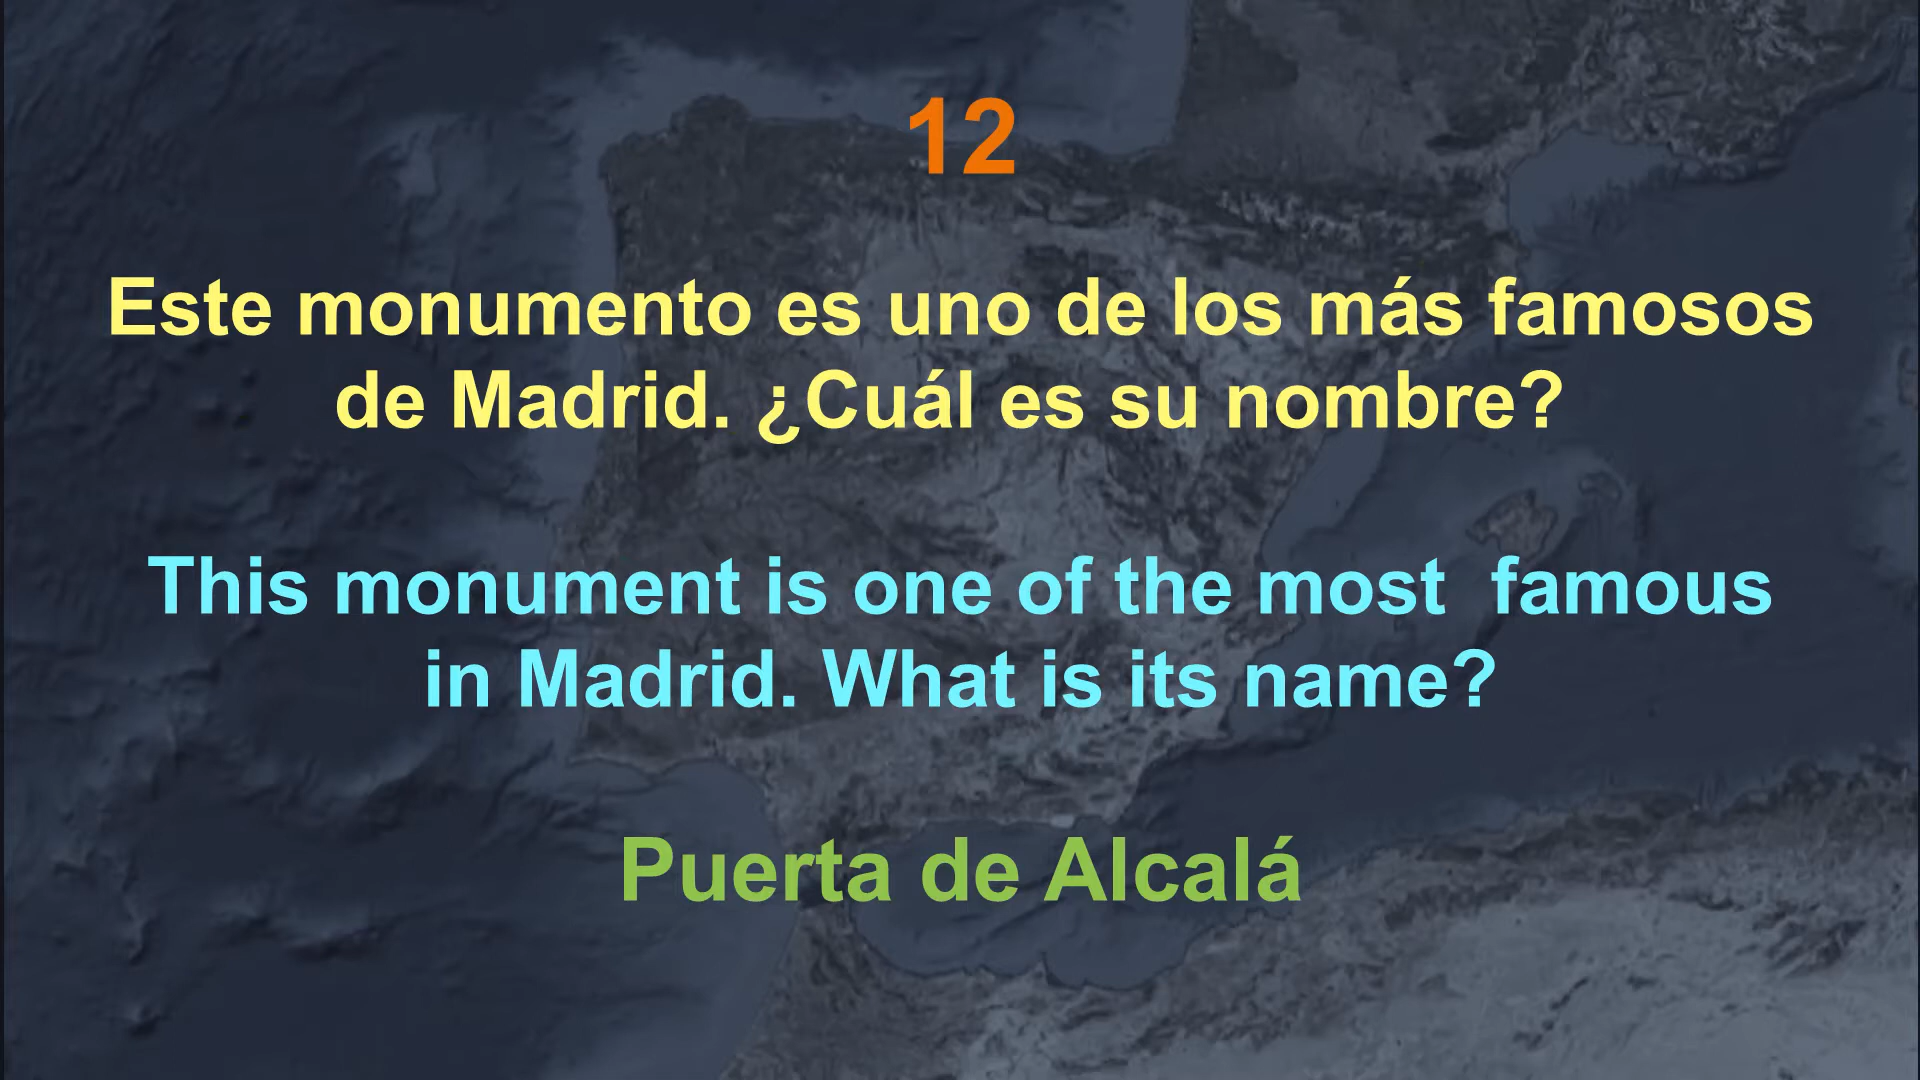 12
Este monumento es uno de los más famosos
de Madrid. ¿Cuál es su nombre?
This monument is one of the most  famous
in Madrid. What is its name?
Puerta de Alcalá